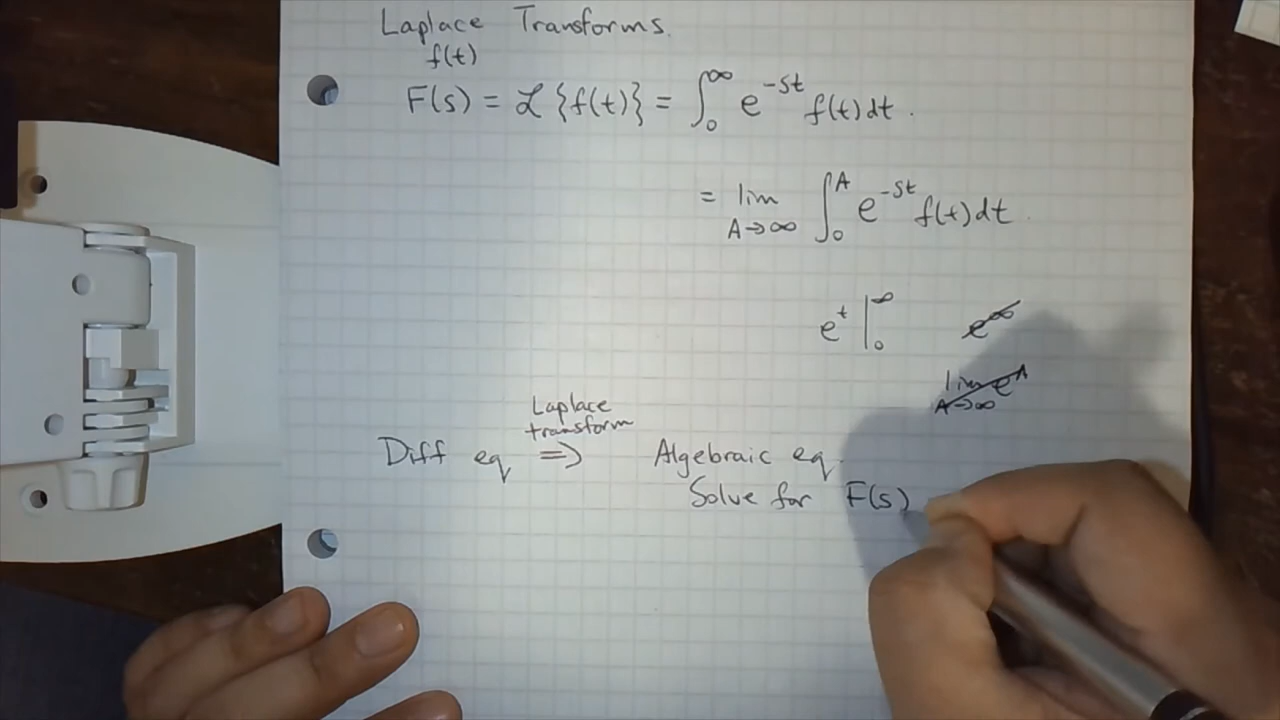 Laplace Transforms.
f(t)
F(s) = ℒ {f(t)} = ∫₀^∞ e^{-st} f(t) dt .
= lim_{A→∞} ∫₀^A e^{-st} f(t) dt .
e^t |₀^∞ e^∞
lim_{A→∞} e^A
Laplace
transform
Diff eq ⇒ Algebraic eq.
Solve for F(s)